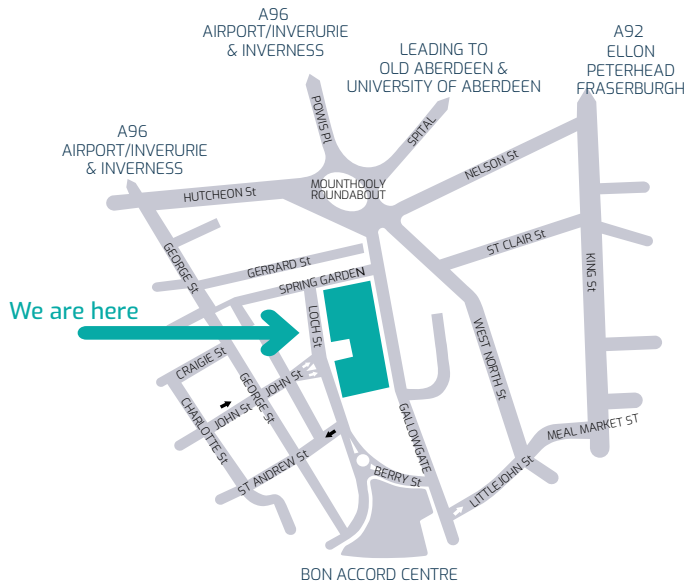 A96
AIRPORT/INVERURIE
& INVERNESS
LEADING TO
OLD ABERDEEN &
UNIVERSITY OF ABERDEEN
A92
ELLON
PETERHEAD
FRASERBURGH
A96
AIRPORT/INVERURIE
& INVERNESS
POWIS PL
SPITAL
NELSON St
HUTCHEON St
MOUNTHOOLY
ROUNDABOUT
GEORGE St
GERRARD St
ST CLAIR St
KING St
SPRING GARDEN
We are here
LOCH St
WEST NORTH St
CRAIGIE St
JOHN St
JOHN St
GEORGE St
CHARLOTTE St
GALLOWGATE
MEAL MARKET ST
ST ANDREW St
BERRY St
LITTLEJOHN St
BON ACCORD CENTRE